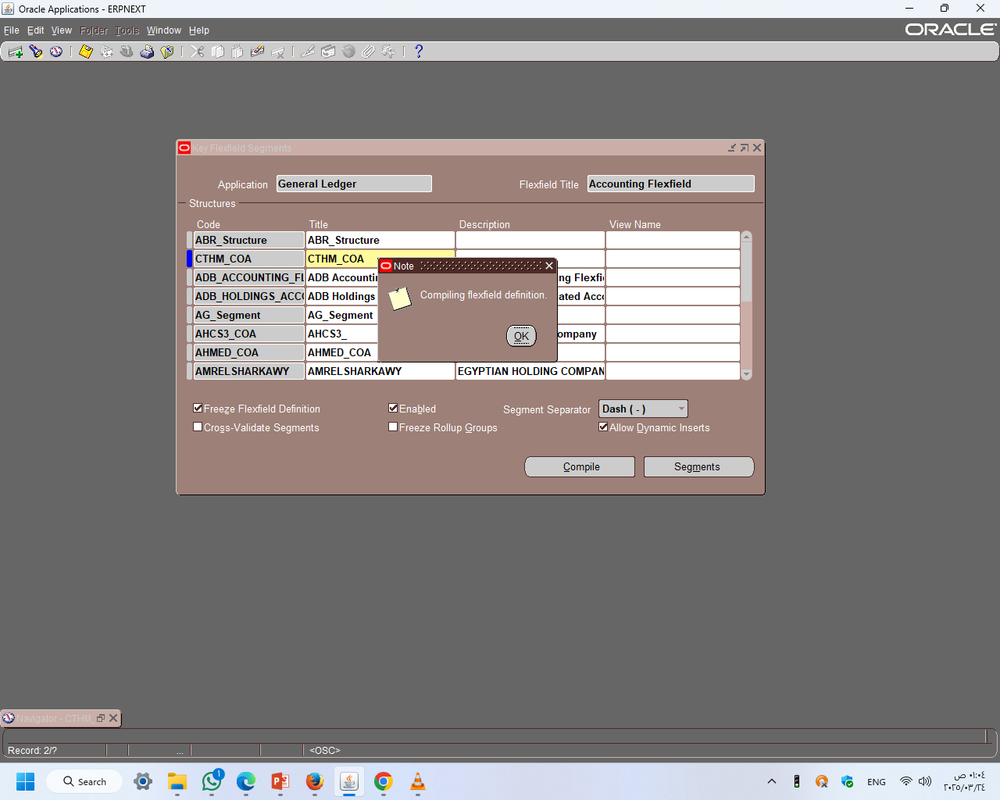 Oracle Applications - ERPNEXT
File Edit View Folder Tools Window Help
ORACLE
Key Flexfield Segments
Application General Ledger Flexfield Title Accounting Flexfield
Structures
Code Title Description View Name
ABR_Structure ABR_Structure
CTHM_COA CTHM_COA
ADB_ACCOUNTING_FL ADB Accounti ng Flexfi
ADB_HOLDINGS_ACC ADB Holdings ated Acc
AG_Segment AG_Segment
AHCS3_COA AHCS3_ ompany
AHMED_COA AHMED_COA
AMRELSHARKAWY AMRELSHARKAWY EGYPTIAN HOLDING COMPAN
Note
Compiling flexfield definition.
OK
Freeze Flexfield Definition Enabled Segment Separator Dash ( - )
Cross-Validate Segments Freeze Rollup Groups Allow Dynamic Inserts
Compile Segments
Navigator - CTHM_
Record: 2/? ... <OSC>
Search 1 ENG ٠١:٠٤ ص
٢٠٢٥/٠٣/٢٤